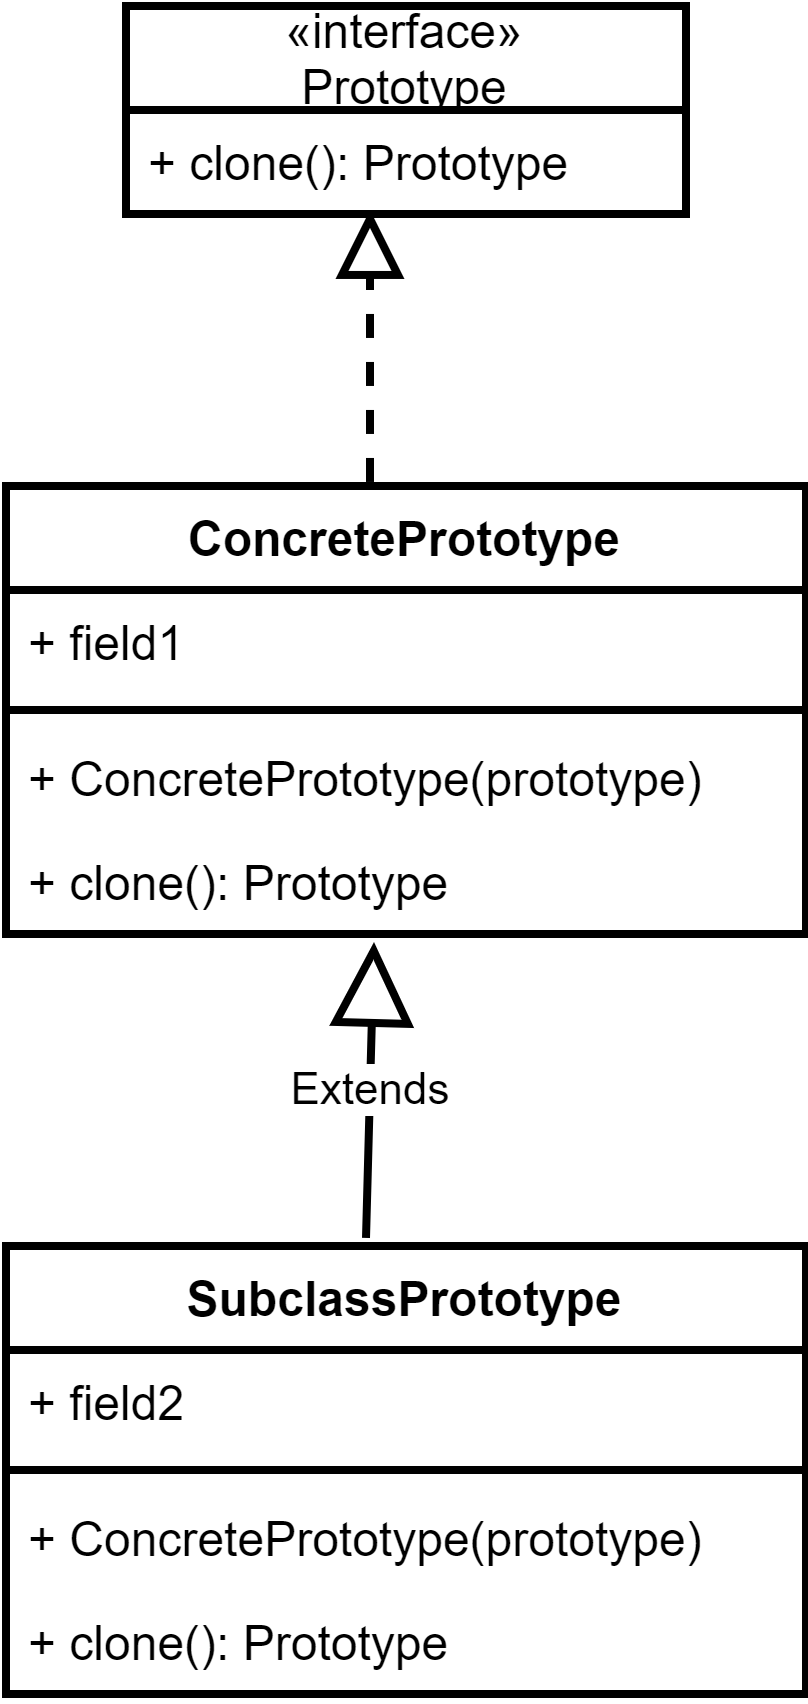 «interface»
Prototype
+ clone(): Prototype
ConcretePrototype
+ field1
+ ConcretePrototype(prototype)
+ clone(): Prototype
Extends
SubclassPrototype
+ field2
+ ConcretePrototype(prototype)
+ clone(): Prototype